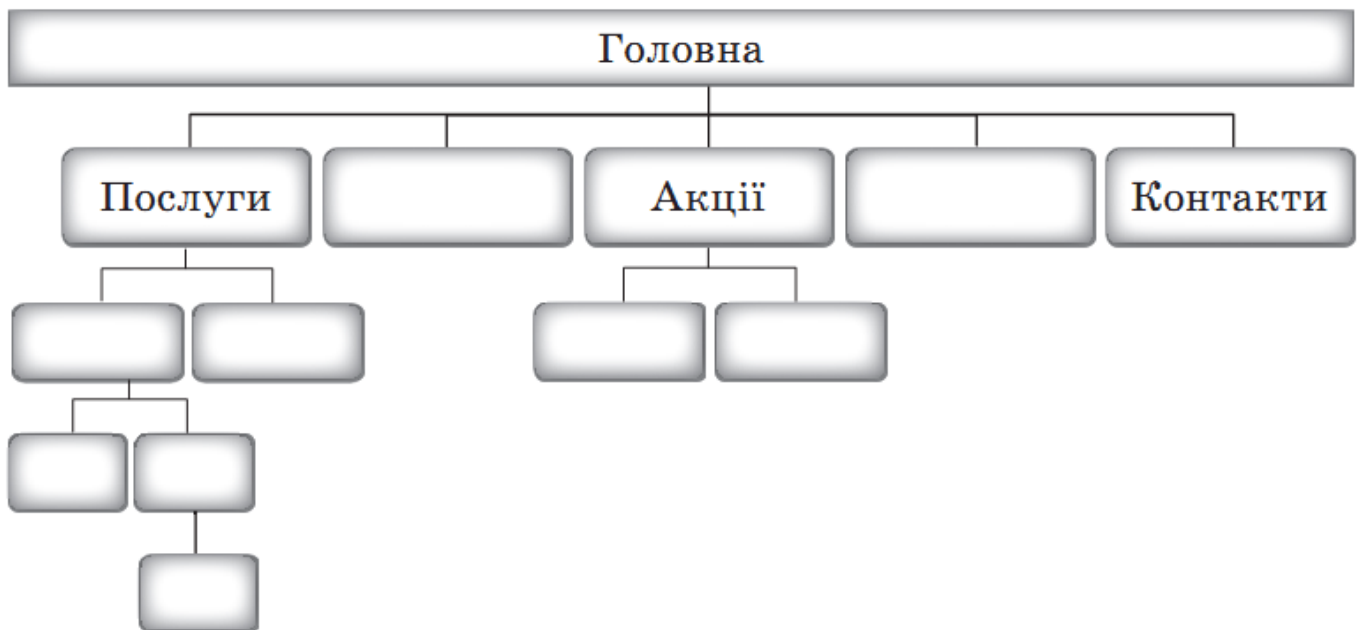 Головна
Послуги
Акції
Контакти